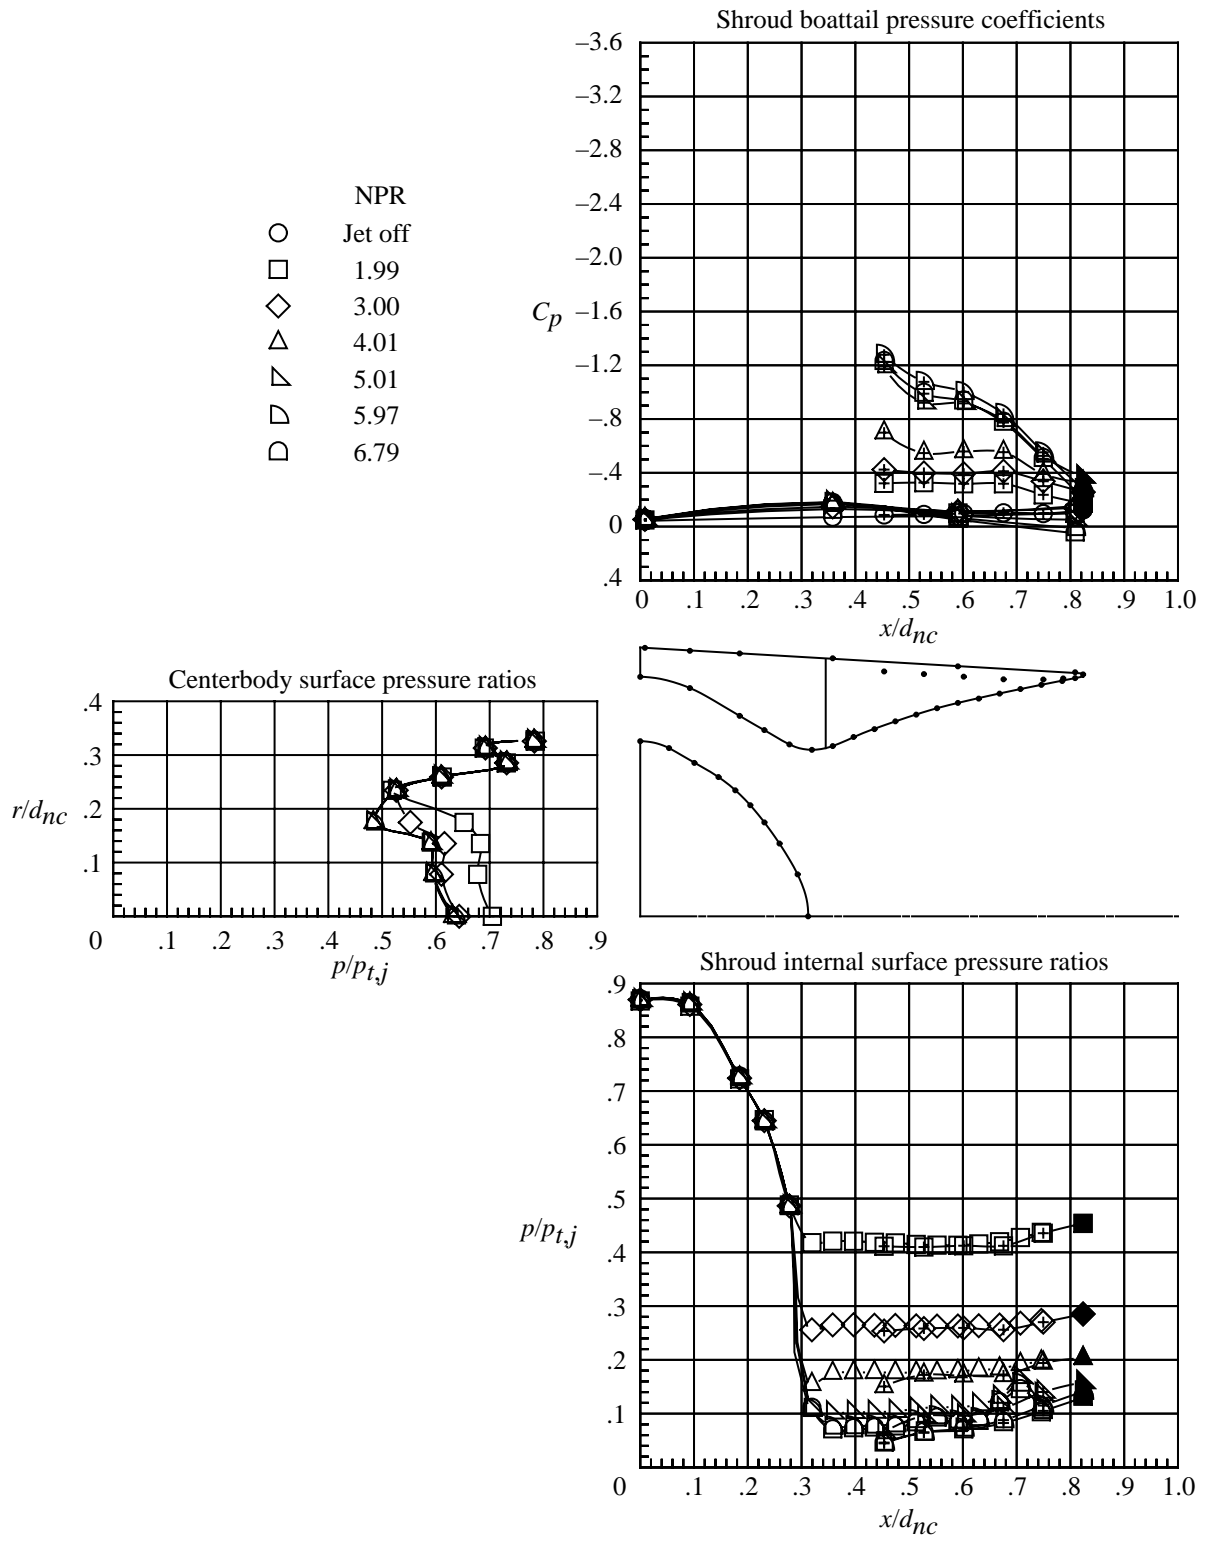 Shroud boattail pressure coefficients
–3.6
–3.2
–2.8
–2.4
–2.0
–1.6
–1.2
–.8
–.4
0
.4
Cp
0 .1 .2 .3 .4 .5 .6 .7 .8 .9 1.0
x/dnc
NPR
Jet off
1.99
3.00
4.01
5.01
5.97
6.79
Centerbody surface pressure ratios
.4
.3
.2
.1
r/dnc
0 .1 .2 .3 .4 .5 .6 .7 .8 .9
p/pt,j
Shroud internal surface pressure ratios
.9
.8
.7
.6
.5
.4
.3
.2
.1
p/pt,j
0 .1 .2 .3 .4 .5 .6 .7 .8 .9 1.0
x/dnc